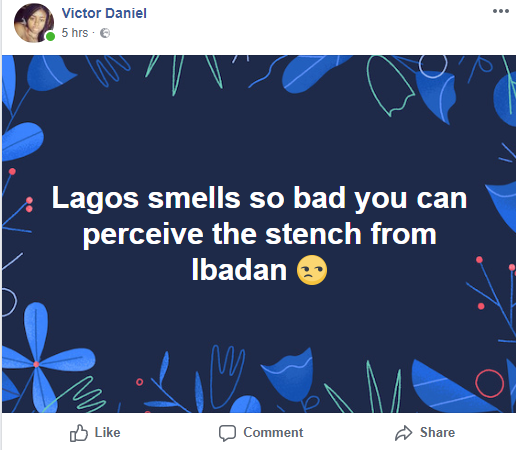 Victor Daniel
5 hrs ·
Lagos smells so bad you can
perceive the stench from
Ibadan 😒
Like Comment Share